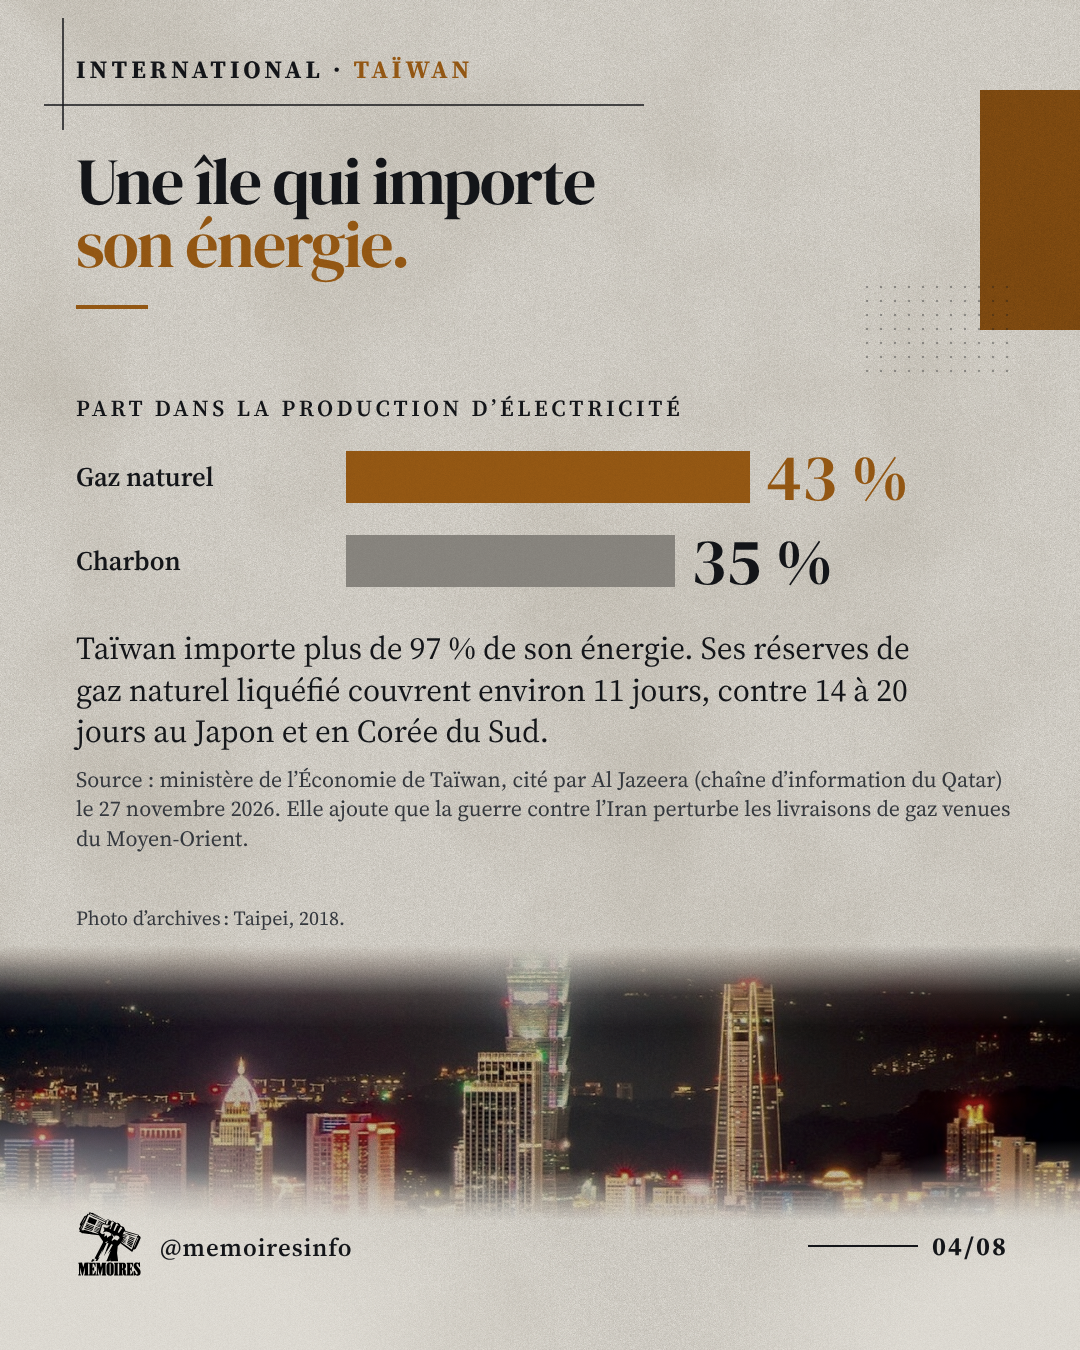 INTERNATIONAL · TAÏWAN
Une île qui importe
son énergie.
PART DANS LA PRODUCTION D’ÉLECTRICITÉ
Gaz naturel
43 %
Charbon
35 %
Taïwan importe plus de 97 % de son énergie. Ses réserves de
gaz naturel liquéfié couvrent environ 11 jours, contre 14 à 20
jours au Japon et en Corée du Sud.
Source : ministère de l’Économie de Taïwan, cité par Al Jazeera (chaîne d’information du Qatar)
le 27 novembre 2026. Elle ajoute que la guerre contre l’Iran perturbe les livraisons de gaz venues
du Moyen-Orient.
Photo d’archives : Taipei, 2018.
MÉMOIRES
@memoiresinfo
04/08